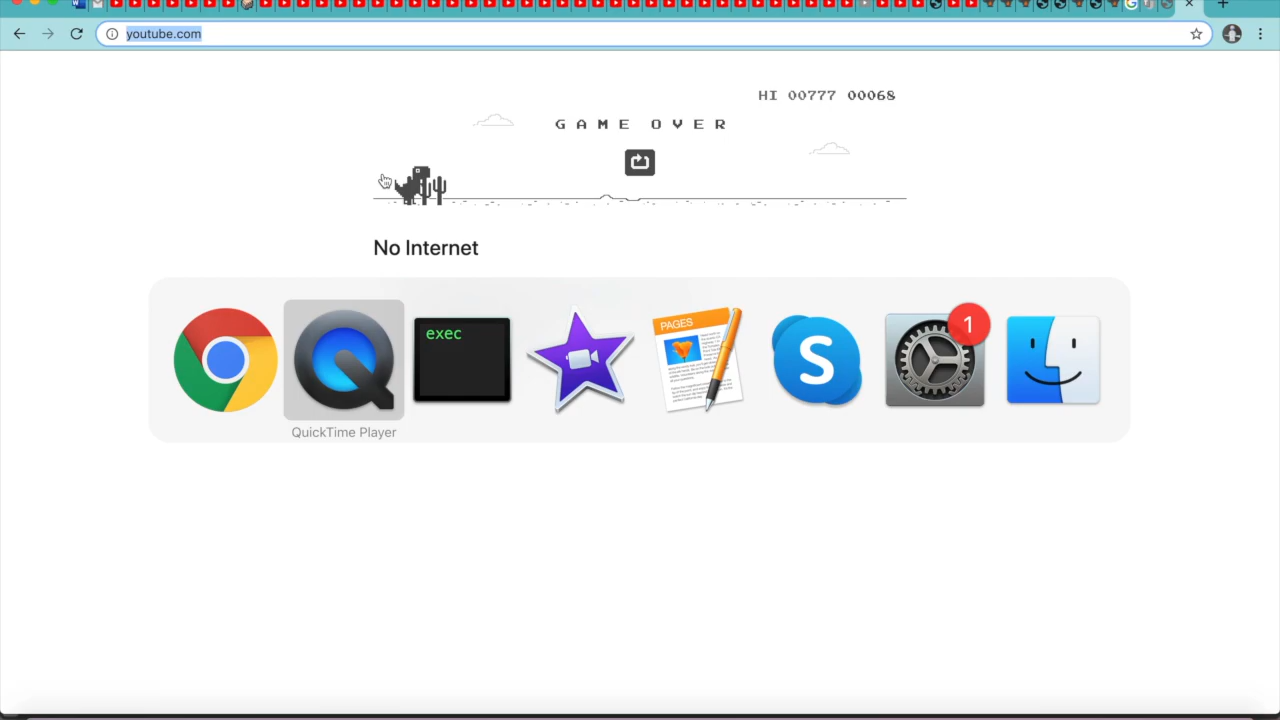 youtube.com
HI 00777 00068
GAME OVER
No Internet
exec
PAGES
S
1
QuickTime Player